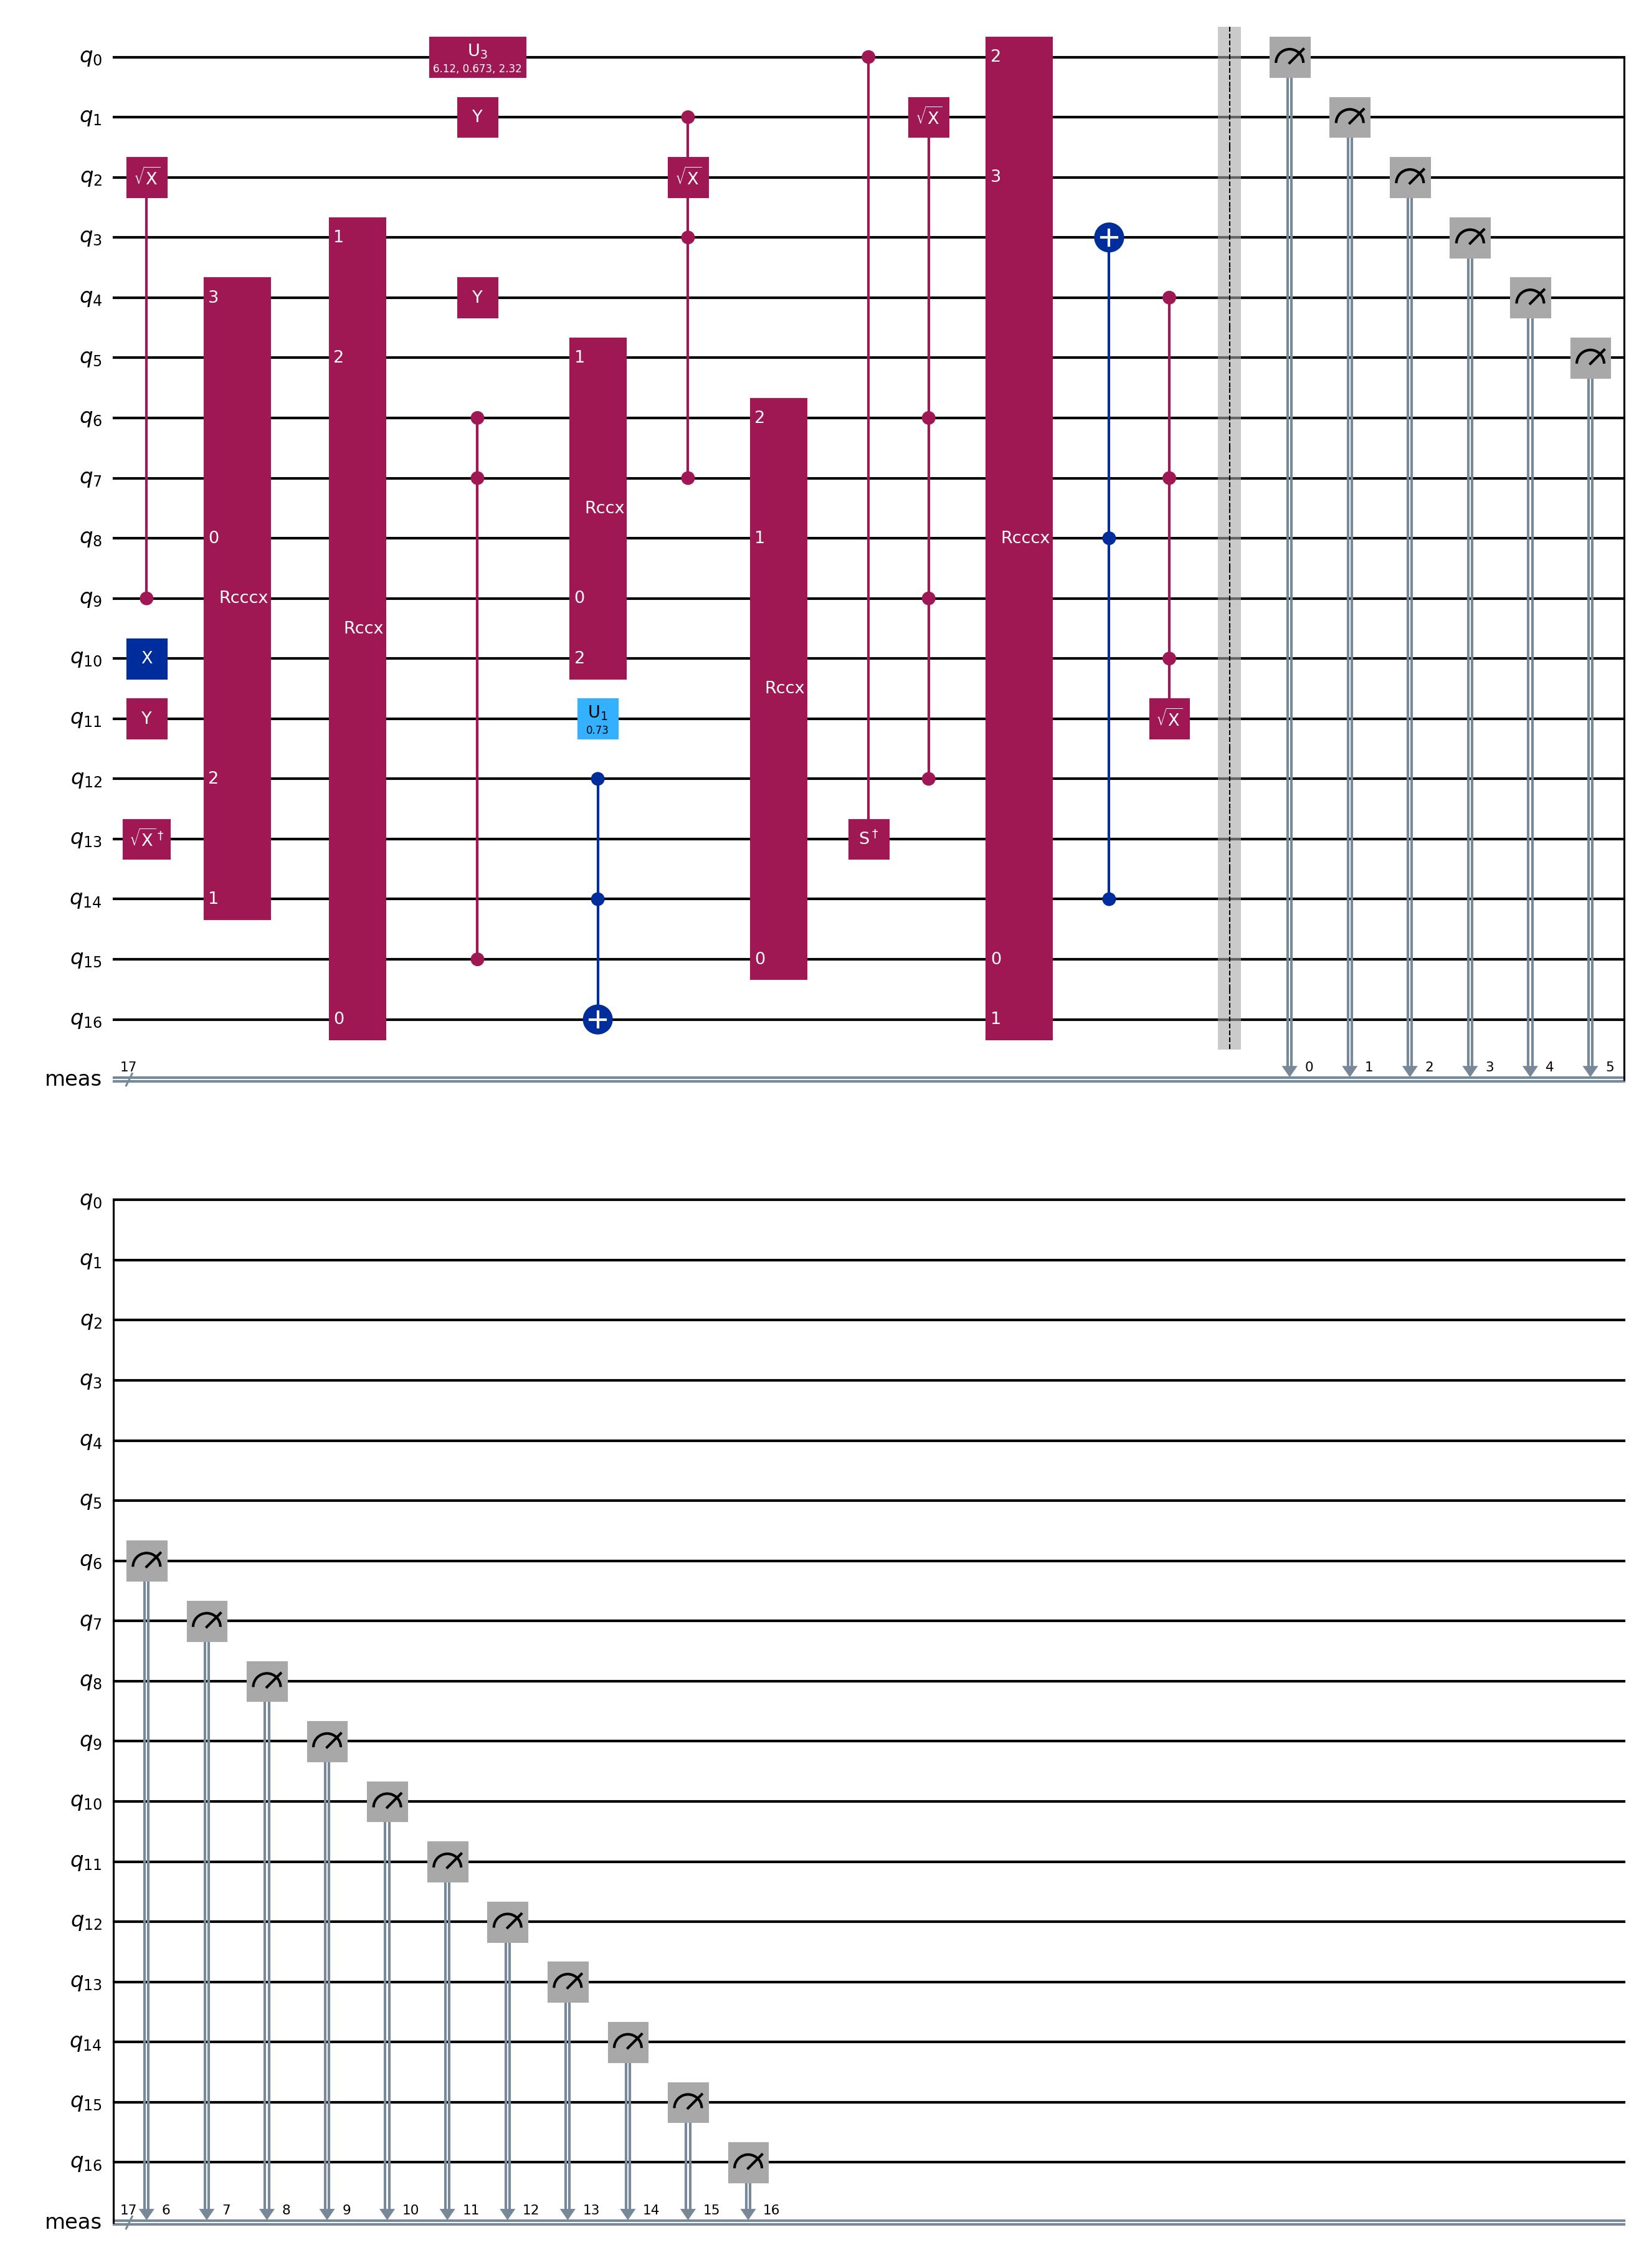 q0 U3 2
6.12, 0.673, 2.32
q1 Y √X
q2 √X √X 3
q3 1
q4 3 Y
q5 2 1
q6 2
q7 Rccx
q8 0 1 Rcccx
q9 Rcccx 0
q10 X Rccx 2
q11 Y U1 Rccx √X
0.73
q12 2
q13 √X† S†
q14 1
q15 0 0
q16 0 1
meas 17 0 1 2 3 4 5
q0
q1
q2
q3
q4
q5
q6
q7
q8
q9
q10
q11
q12
q13
q14
q15
q16
meas 17 6 7 8 9 10 11 12 13 14 15 16